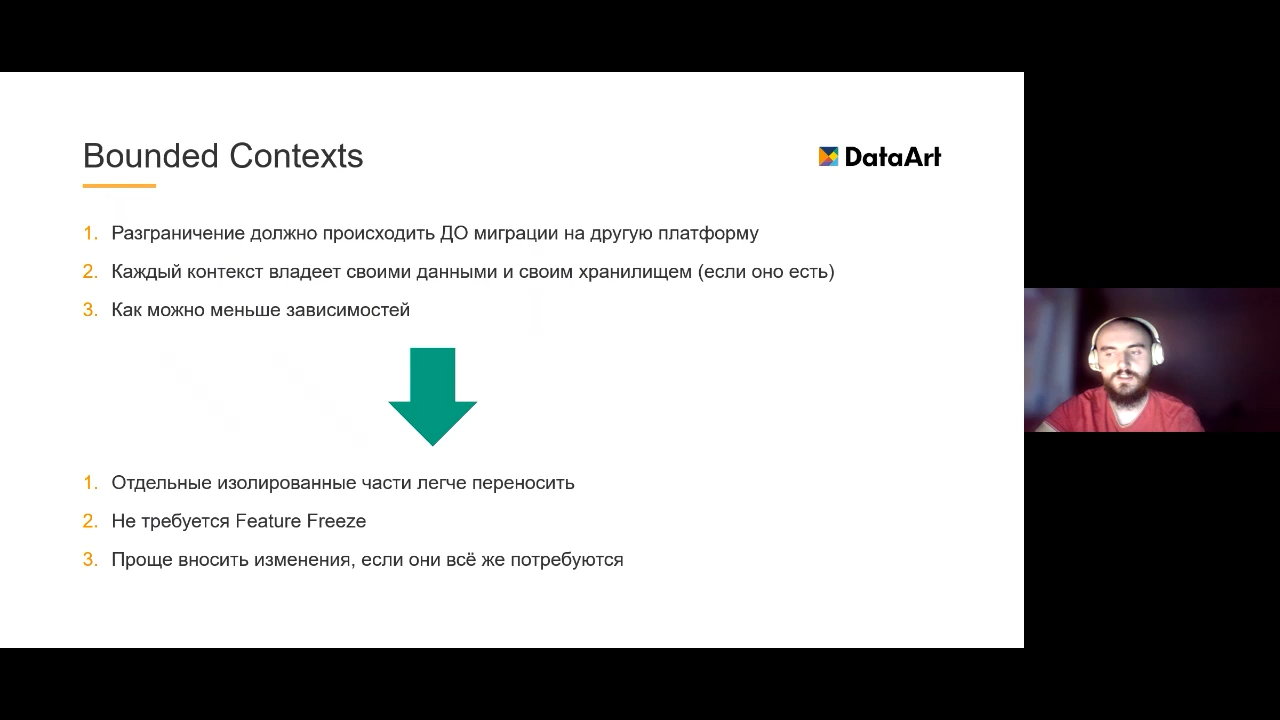 Bounded Contexts
DataArt
1. Разграничение должно происходить ДО миграции на другую платформу
2. Каждый контекст владеет своими данными и своим хранилищем (если оно есть)
3. Как можно меньше зависимостей
1. Отдельные изолированные части легче переносить
2. Не требуется Feature Freeze
3. Проще вносить изменения, если они всё же потребуются